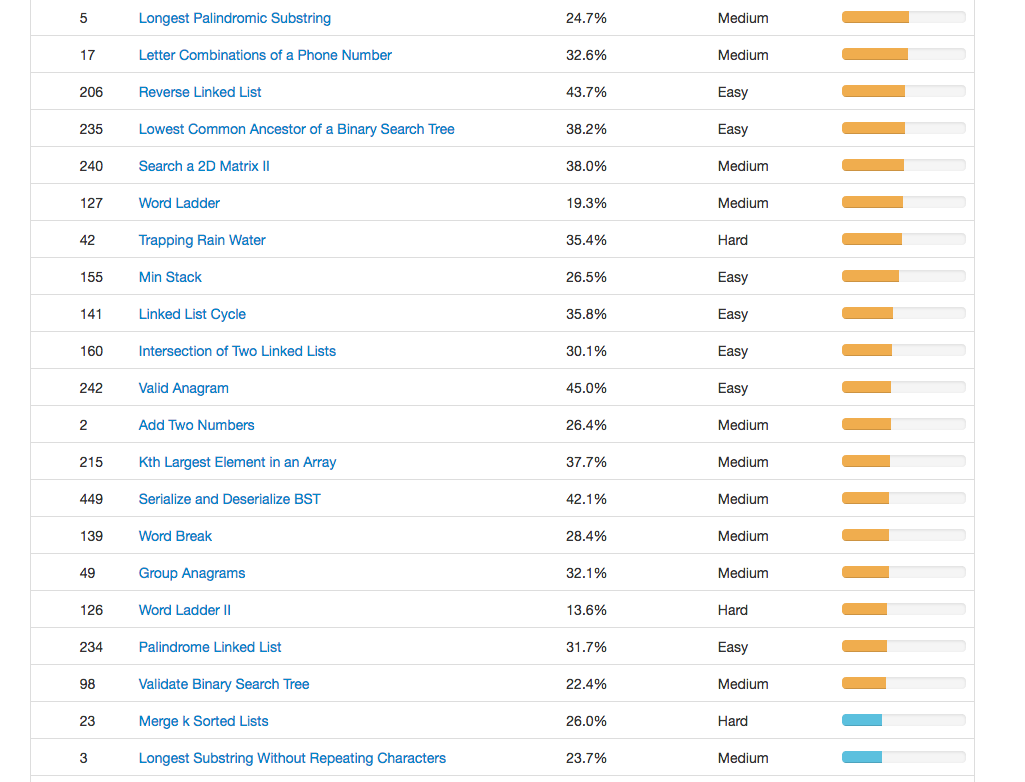 5 Longest Palindromic Substring 24.7% Medium
17 Letter Combinations of a Phone Number 32.6% Medium
206 Reverse Linked List 43.7% Easy
235 Lowest Common Ancestor of a Binary Search Tree 38.2% Easy
240 Search a 2D Matrix II 38.0% Medium
127 Word Ladder 19.3% Medium
42 Trapping Rain Water 35.4% Hard
155 Min Stack 26.5% Easy
141 Linked List Cycle 35.8% Easy
160 Intersection of Two Linked Lists 30.1% Easy
242 Valid Anagram 45.0% Easy
2 Add Two Numbers 26.4% Medium
215 Kth Largest Element in an Array 37.7% Medium
449 Serialize and Deserialize BST 42.1% Medium
139 Word Break 28.4% Medium
49 Group Anagrams 32.1% Medium
126 Word Ladder II 13.6% Hard
234 Palindrome Linked List 31.7% Easy
98 Validate Binary Search Tree 22.4% Medium
23 Merge k Sorted Lists 26.0% Hard
3 Longest Substring Without Repeating Characters 23.7% Medium